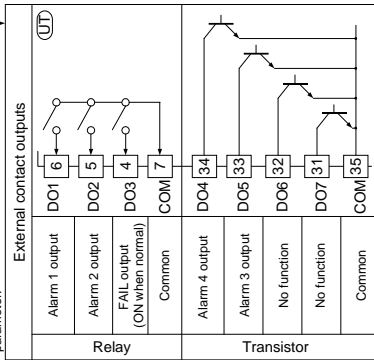 parameter.
External contact outputs
UT
Relay
Alarm 1 output
DO1
6
Alarm 2 output
DO2
5
FAIL output
(ON when normal)
DO3
4
Common
COM
7
Transistor
Alarm 4 output
DO4
34
Alarm 3 output
DO5
33
No function
DO6
32
No function
DO7
31
Common
COM
35